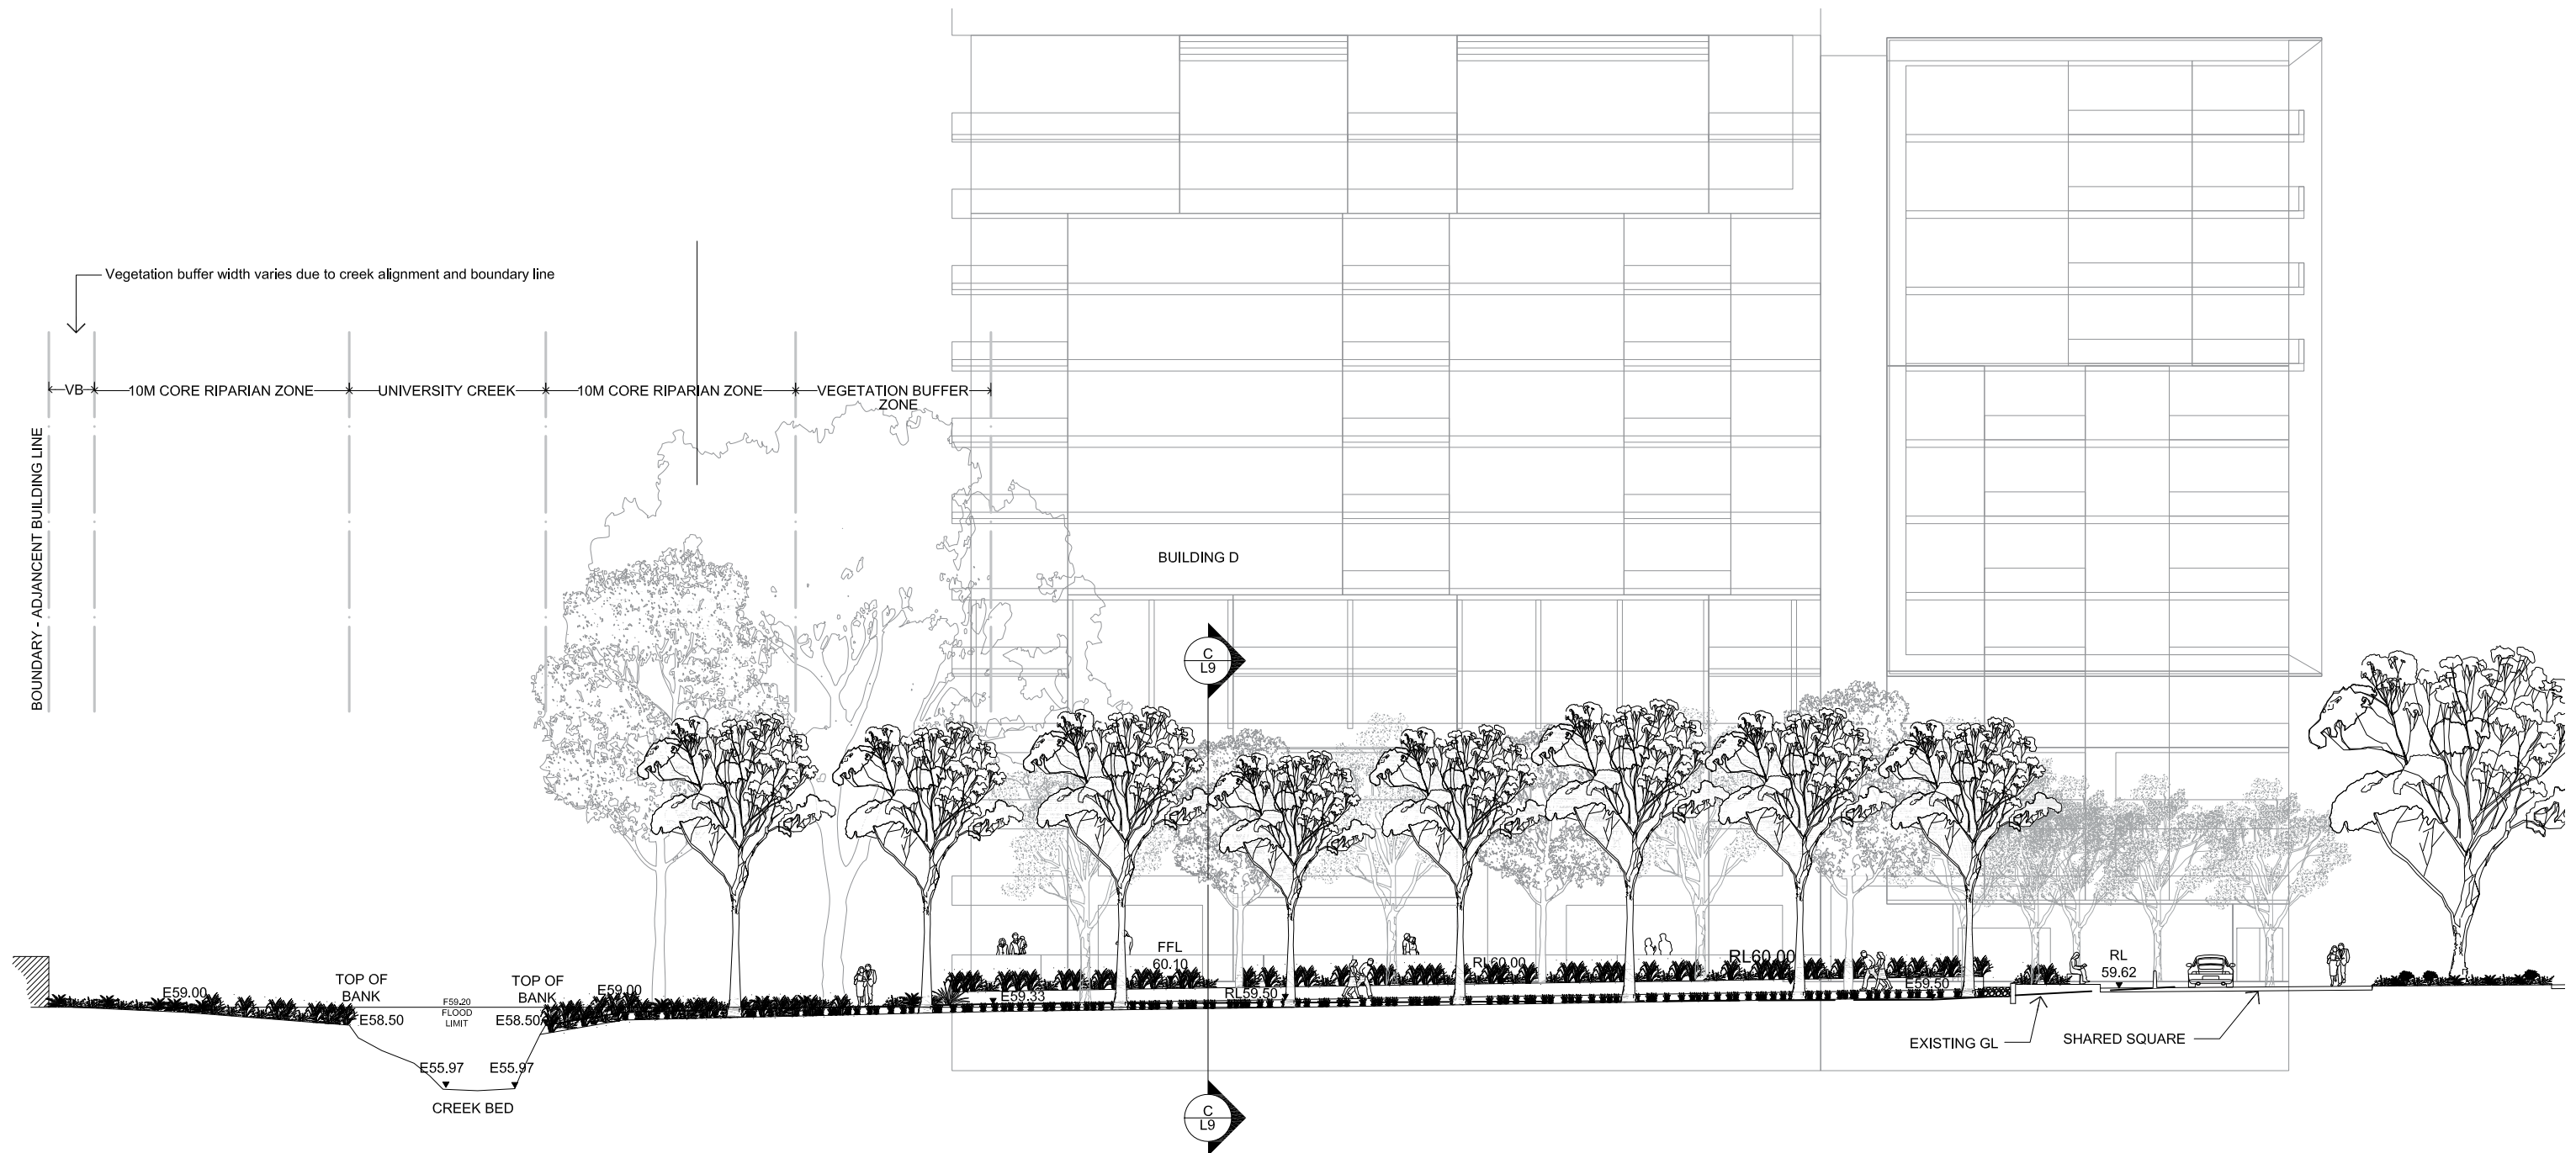 Vegetation buffer width varies due to creek alignment and boundary line
VB
10M CORE RIPARIAN ZONE
UNIVERSITY CREEK
10M CORE RIPARIAN ZONE
VEGETATION BUFFER
ZONE
BOUNDARY - ADJANCENT BUILDING LINE
BUILDING D
C
L9
FFL
60.10
RL60.00
RL60.00
RL
59.62
E59.00
TOP OF
BANK
E58.50
F59.20
FLOOD
LIMIT
TOP OF
BANK
E58.50
E59.00
E59.33
RL59.50
E59.50
EXISTING GL
SHARED SQUARE
E55.97
E55.97
CREEK BED
C
L9